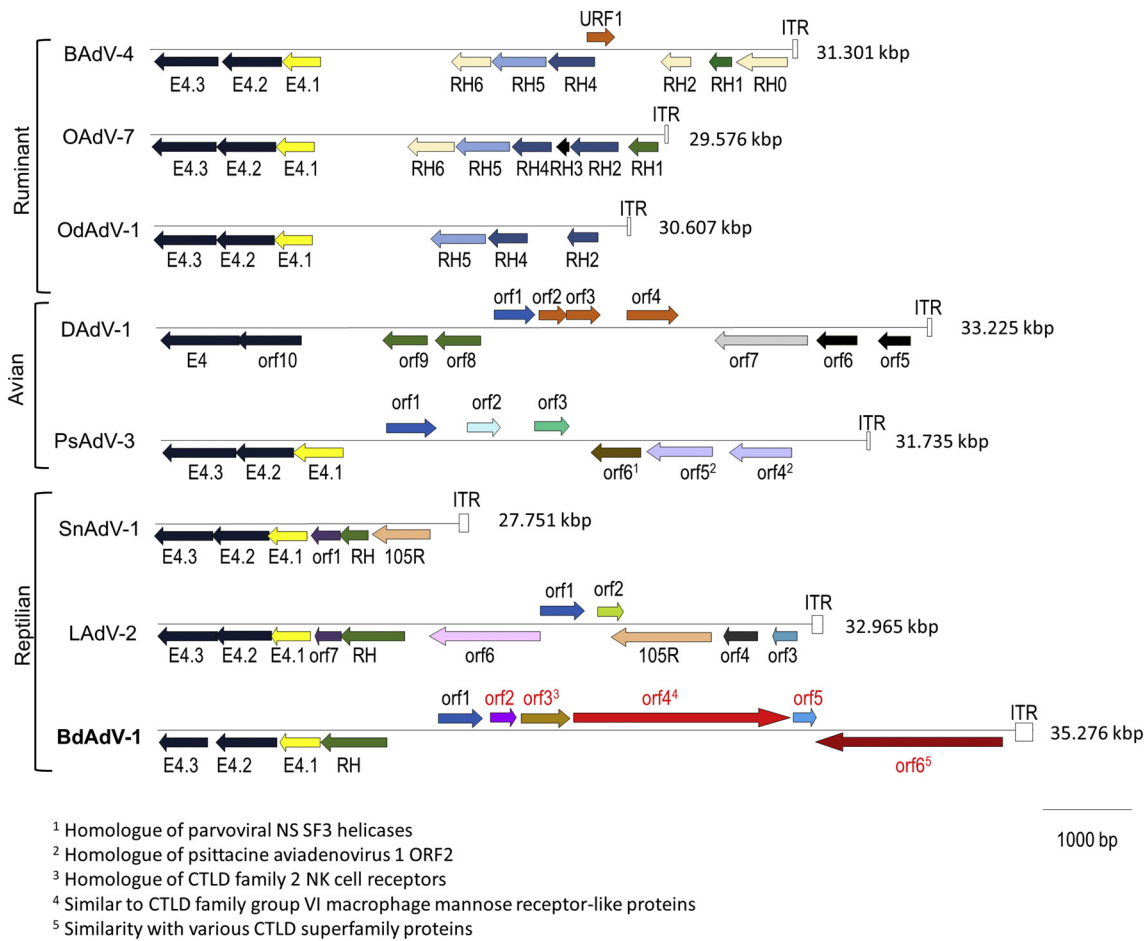 URF1
ITR
BAdV-4
31.301 kbp
E4.3 E4.2 E4.1 RH6 RH5 RH4 RH2 RH1 RH0
Ruminant
ITR
OAdV-7
29.576 kbp
E4.3 E4.2 E4.1 RH6 RH5 RH4 RH3 RH2 RH1
ITR
OdAdV-1
30.607 kbp
E4.3 E4.2 E4.1 RH5 RH4 RH2
Avian
orf1 orf2 orf3 orf4 ITR
DAdV-1
33.225 kbp
E4 orf10 orf9 orf8 orf7 orf6 orf5
orf1 orf2 orf3 ITR
PsAdV-3
31.735 kbp
E4.3 E4.2 E4.1 orf6¹ orf5² orf4²
Reptilian
ITR
SnAdV-1
27.751 kbp
E4.3 E4.2 E4.1 orf1 RH 105R
orf1 orf2 ITR
LAdV-2
32.965 kbp
E4.3 E4.2 E4.1 orf7 RH orf6 105R orf4 orf3
orf1 orf2 orf3³ orf4⁴ orf5 ITR
BdAdV-1
35.276 kbp
E4.3 E4.2 E4.1 RH orf6⁵
1000 bp
¹ Homologue of parvoviral NS SF3 helicases
² Homologue of psittacine aviadenovirus 1 ORF2
³ Homologue of CTLD family 2 NK cell receptors
⁴ Similar to CTLD family group VI macrophage mannose receptor-like proteins
⁵ Similarity with various CTLD superfamily proteins